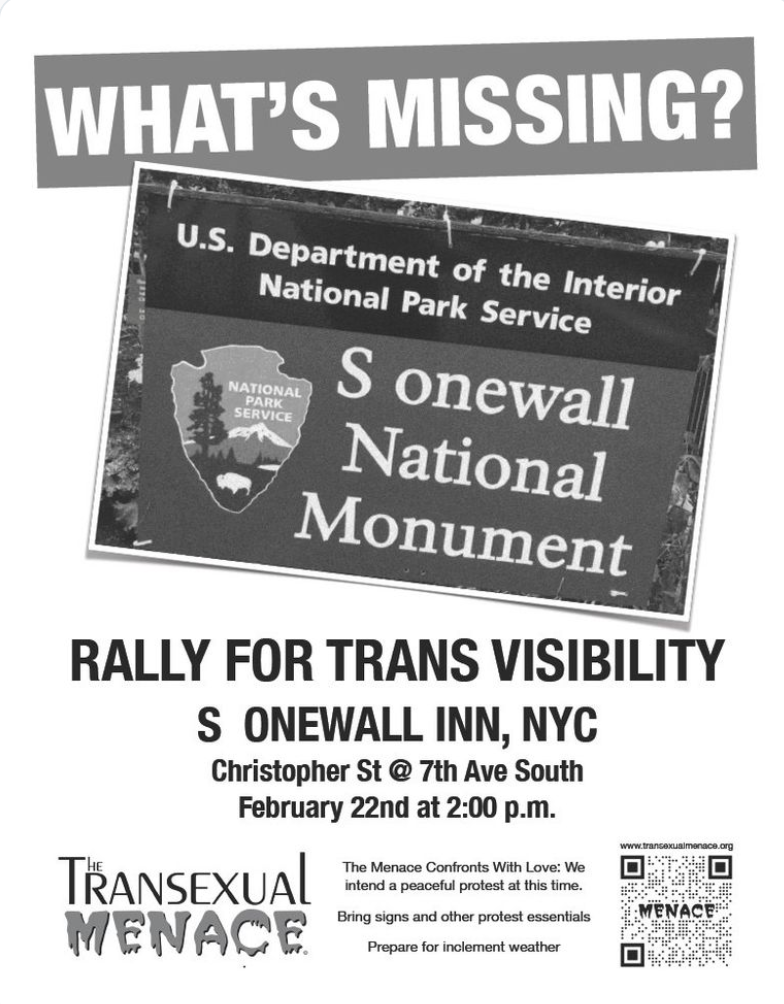 WHAT'S MISSING?
U.S. Department of the Interior
National Park Service
NATIONAL
PARK
SERVICE
S onewall
National
Monument
RALLY FOR TRANS VISIBILITY
S  ONEWALL INN, NYC
Christopher St @ 7th Ave South
February 22nd at 2:00 p.m.
THE TRANSEXUAL
MENACE
The Menace Confronts With Love: We
intend a peaceful protest at this time.
Bring signs and other protest essentials
Prepare for inclement weather
www.transexualmenace.org
MENACE